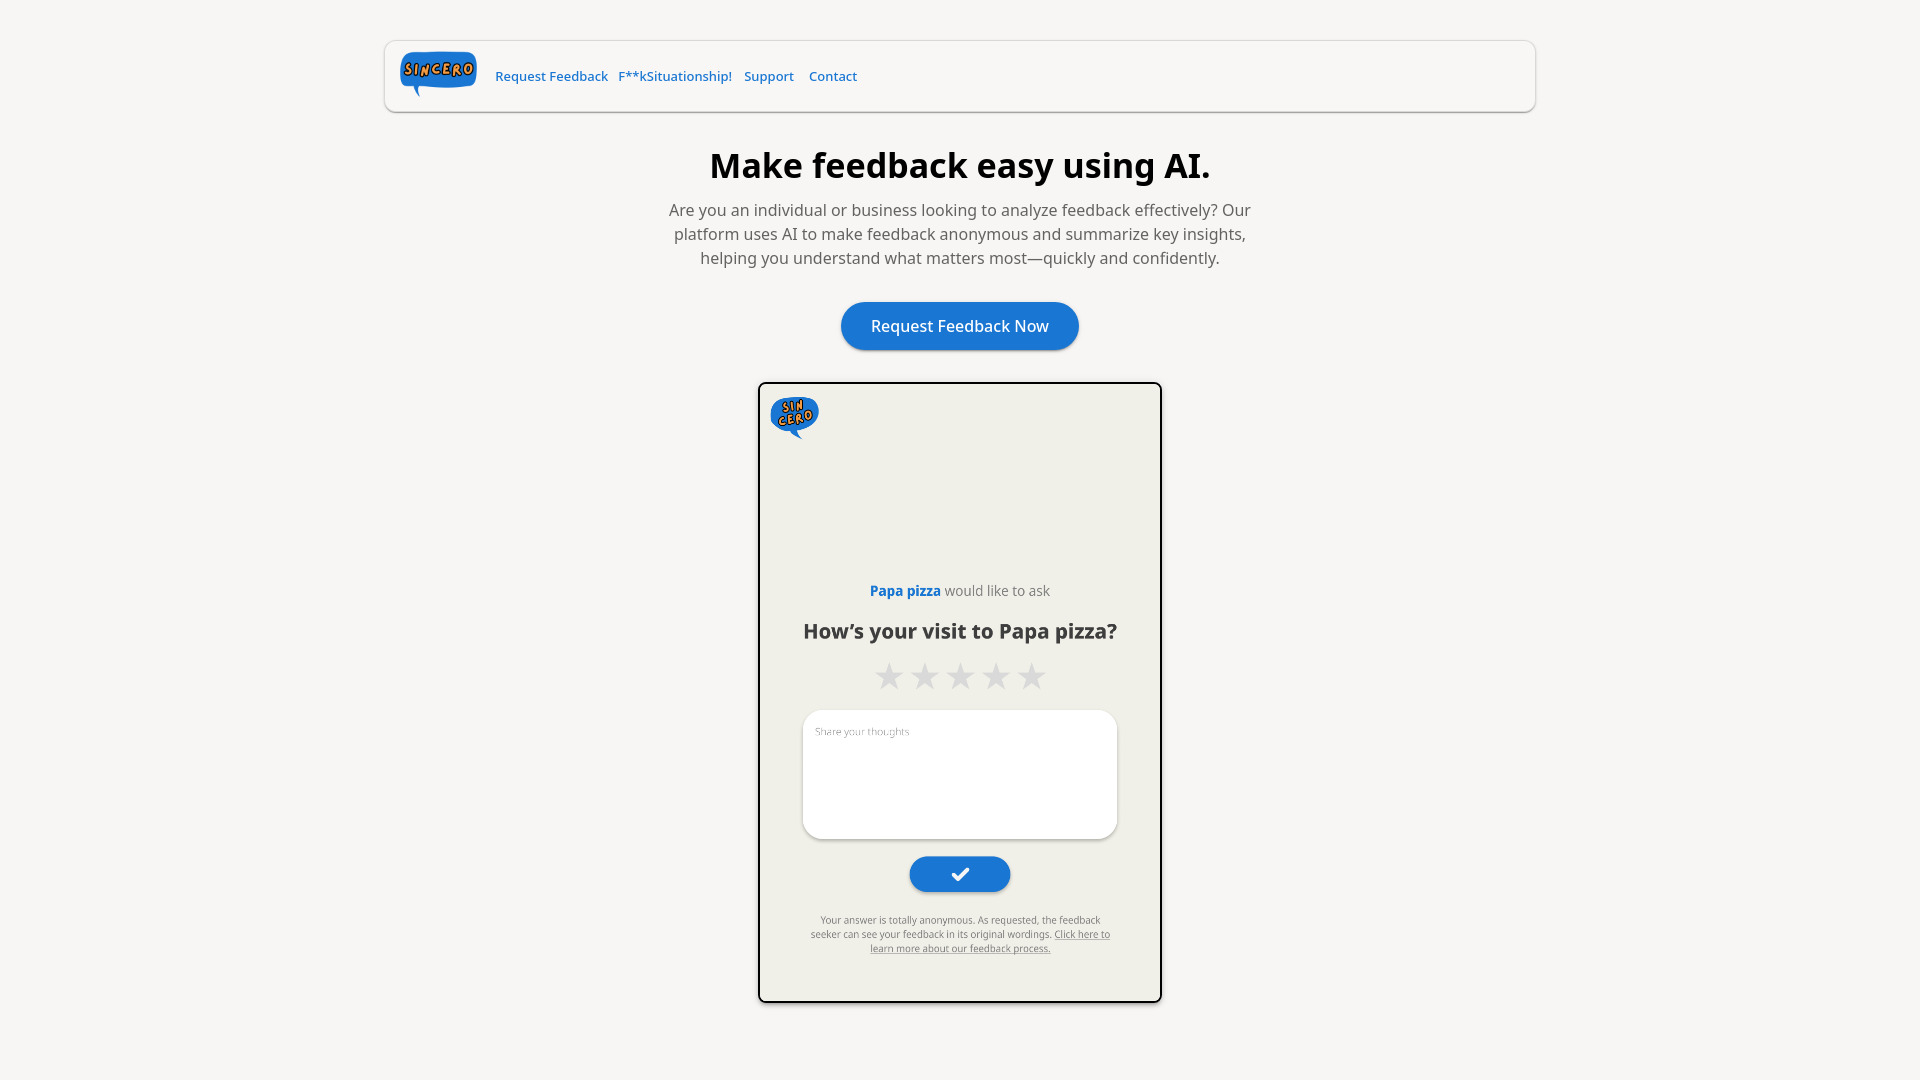 SINCERO
Request Feedback
F**kSituationship!
Support
Contact
Make feedback easy using AI.
Are you an individual or business looking to analyze feedback effectively? Our
platform uses AI to make feedback anonymous and summarize key insights,
helping you understand what matters most—quickly and confidently.
Request Feedback Now
SIN
CERO
Papa pizza would like to ask
How’s your visit to Papa pizza?
Share your thoughts
Your answer is totally anonymous. As requested, the feedback
seeker can see your feedback in its original wordings. Click here to
learn more about our feedback process.